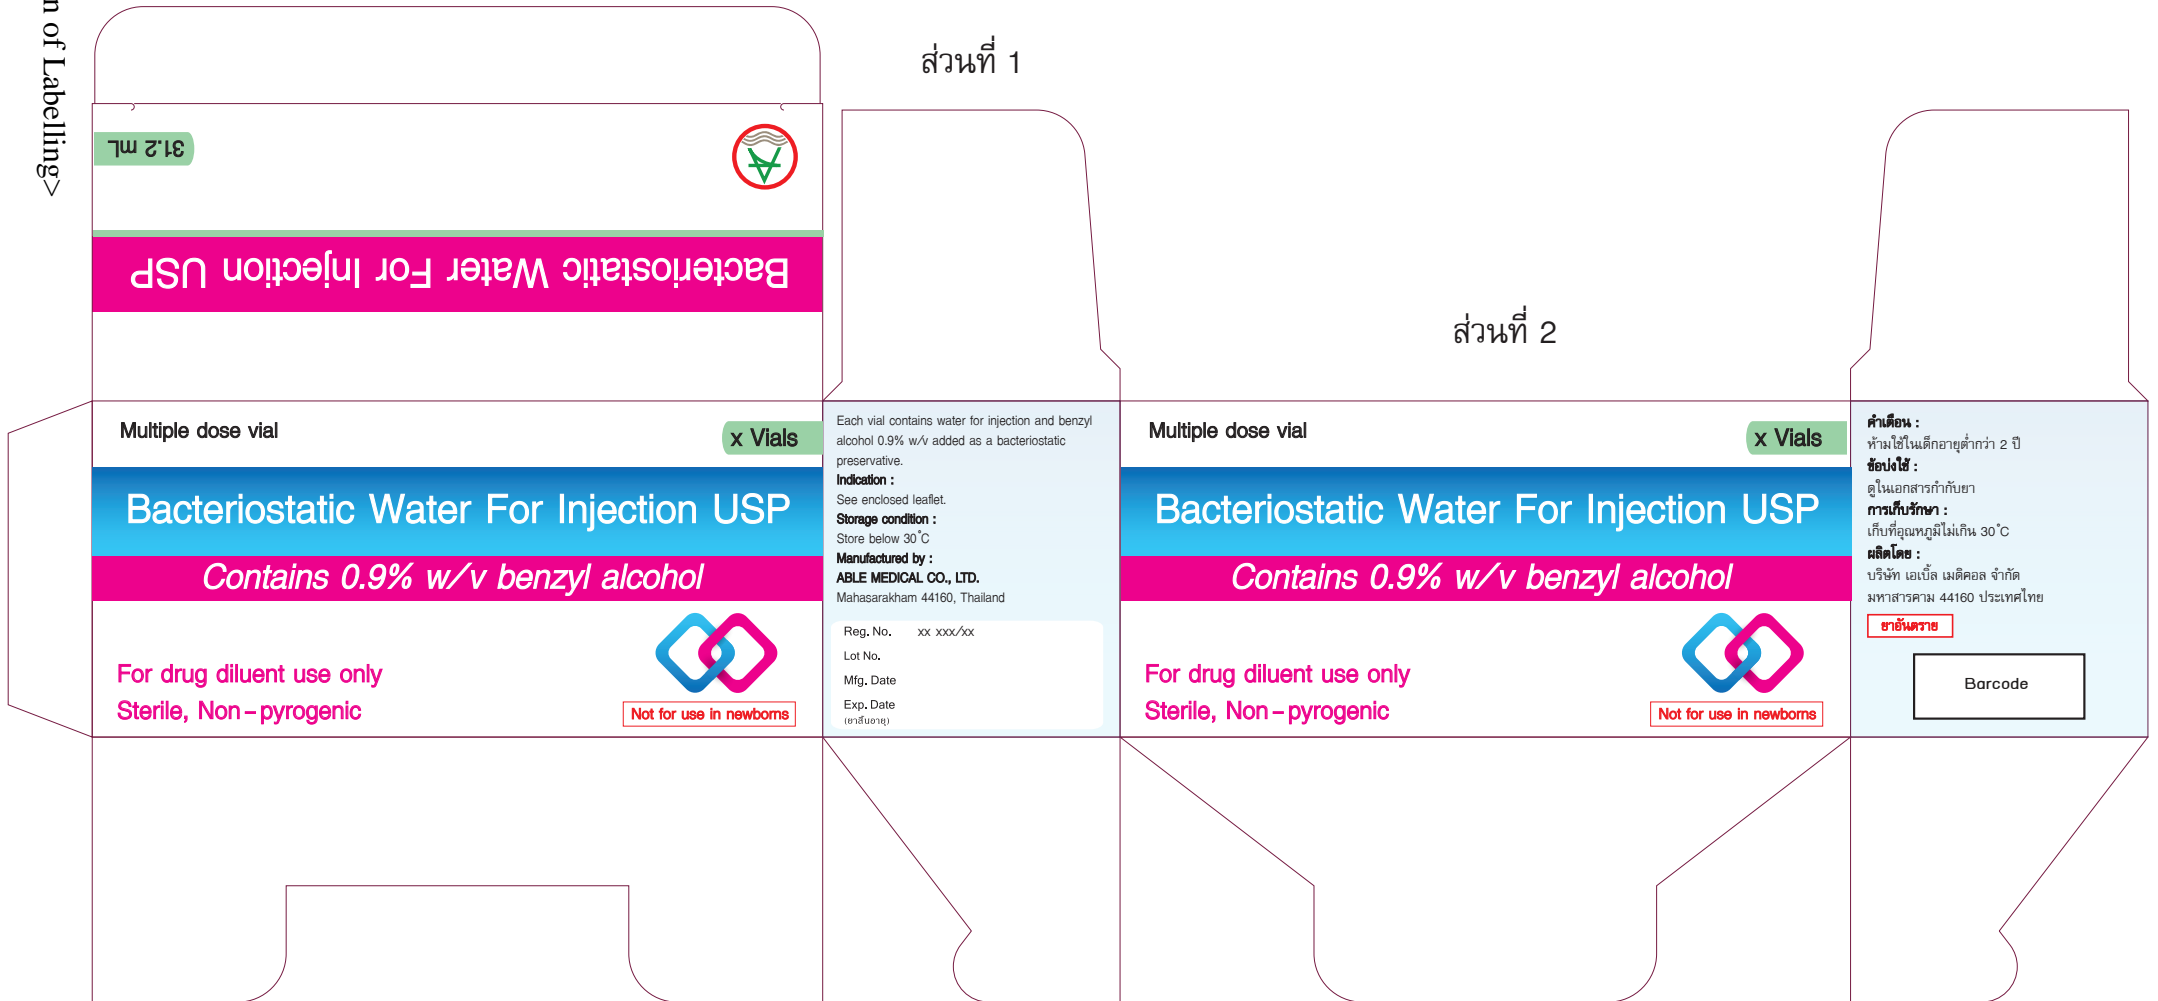 n of Labelling>
ส่วนที่ 1
31.2 mL
Bacteriostatic Water For Injection USP
ส่วนที่ 2
Multiple dose vial
x Vials
Bacteriostatic Water For Injection USP
Contains 0.9% w/v benzyl alcohol
For drug diluent use only
Sterile, Non-pyrogenic
Not for use in newborns
Each vial contains water for injection and benzyl
alcohol 0.9% w/v added as a bacteriostatic
preservative.
Indication :
See enclosed leaflet.
Storage condition :
Store below 30°C
Manufactured by :
ABLE MEDICAL CO., LTD.
Mahasarakham 44160, Thailand
Reg. No. xx xxx/xx
Lot No.
Mfg. Date
Exp. Date
(ยาสิ้นอายุ)
Multiple dose vial
x Vials
Bacteriostatic Water For Injection USP
Contains 0.9% w/v benzyl alcohol
For drug diluent use only
Sterile, Non-pyrogenic
Not for use in newborns
คำเตือน :
ห้ามใช้ในเด็กอายุต่ำกว่า 2 ปี
ข้อบ่งใช้ :
ดูในเอกสารกำกับยา
การเก็บรักษา :
เก็บที่อุณหภูมิไม่เกิน 30°C
ผลิตโดย :
บริษัท เอเบิ้ล เมดิคอล จำกัด
มหาสารคาม 44160 ประเทศไทย
ยาอันตราย
Barcode